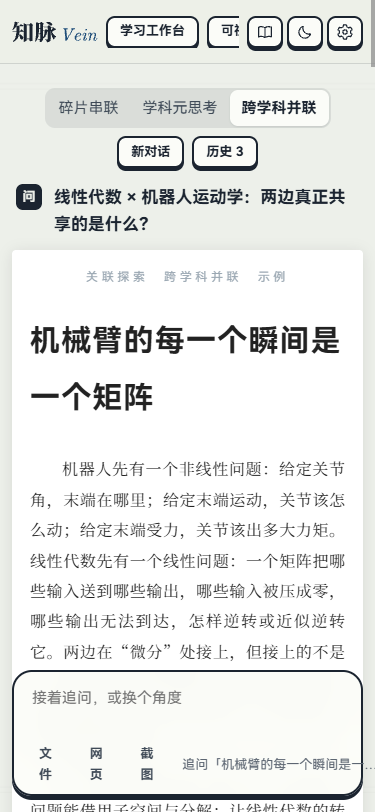 知脉 Vein 学习工作台
碎片串联 学科元思考 跨学科并联
新对话 历史 3
问 线性代数 × 机器人运动学：两边真正共
享的是什么？
关联探索 跨学科并联 示例
机械臂的每一个瞬间是
一个矩阵
机器人先有一个非线性问题：给定关节
角，末端在哪里；给定末端运动，关节该怎
么动；给定末端受力，关节该出多大力矩。
线性代数先有一个线性问题：一个矩阵把哪
些输入送到哪些输出，哪些输入被压成零，
哪些输出无法到达，怎样逆转或近似逆转
它。两边在“微分”处接上，但接上的不是
接着追问，或换个角度
文件 网页 截图 追问「机械臂的每一个瞬间是一…